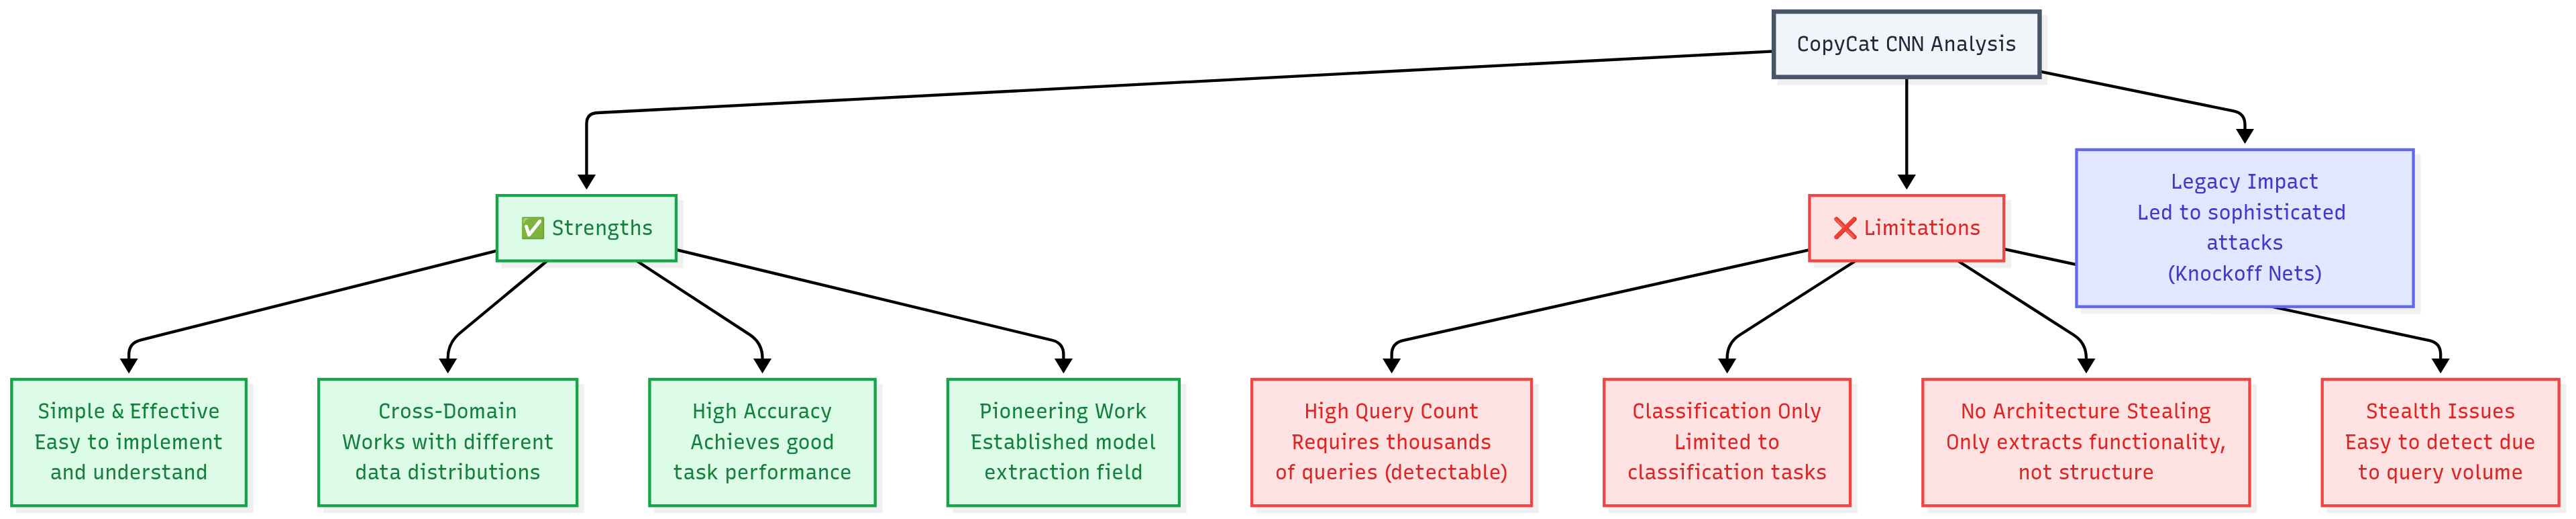 CopyCat CNN Analysis
✅ Strengths
❌ Limitations
Legacy Impact
Led to sophisticated
attacks
(Knockoff Nets)
Simple & Effective
Easy to implement
and understand
Cross-Domain
Works with different
data distributions
High Accuracy
Achieves good
task performance
Pioneering Work
Established model
extraction field
High Query Count
Requires thousands
of queries (detectable)
Classification Only
Limited to
classification tasks
No Architecture Stealing
Only extracts functionality,
not structure
Stealth Issues
Easy to detect due
to query volume